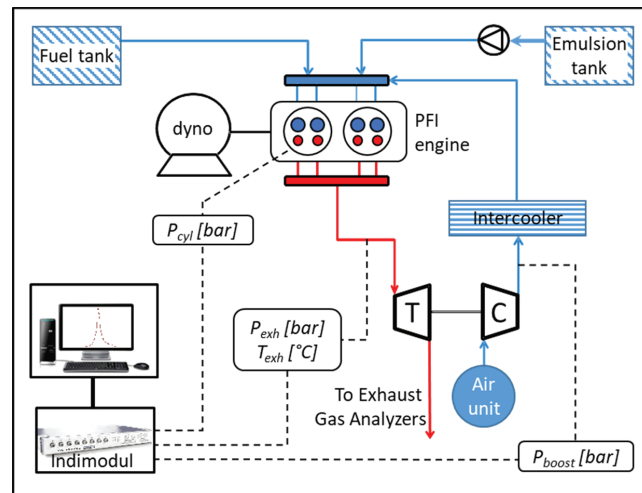 Fuel tank
Emulsion
tank
dyno
PFI
engine
P_cyl [bar]
Intercooler
P_exh [bar]
T_exh [°C]
T
C
Air
unit
To Exhaust
Gas Analyzers
Indimodul
P_boost [bar]